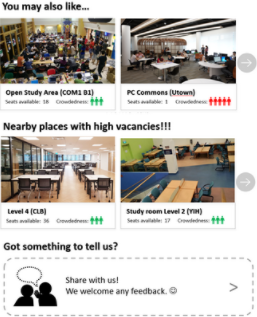 You may also like...
Open Study Area (COM1 B1)
Seats available: 18 Crowdedness:
PC Commons (Utown)
Seats available: 1 Crowdedness:
Nearby places with high vacancies!!!
Level 4 (CLB)
Seats available: 36 Crowdedness:
Study room Level 2 (YIH)
Seats available: 17 Crowdedness:
Got something to tell us?
Share with us!
We welcome any feedback. ☺